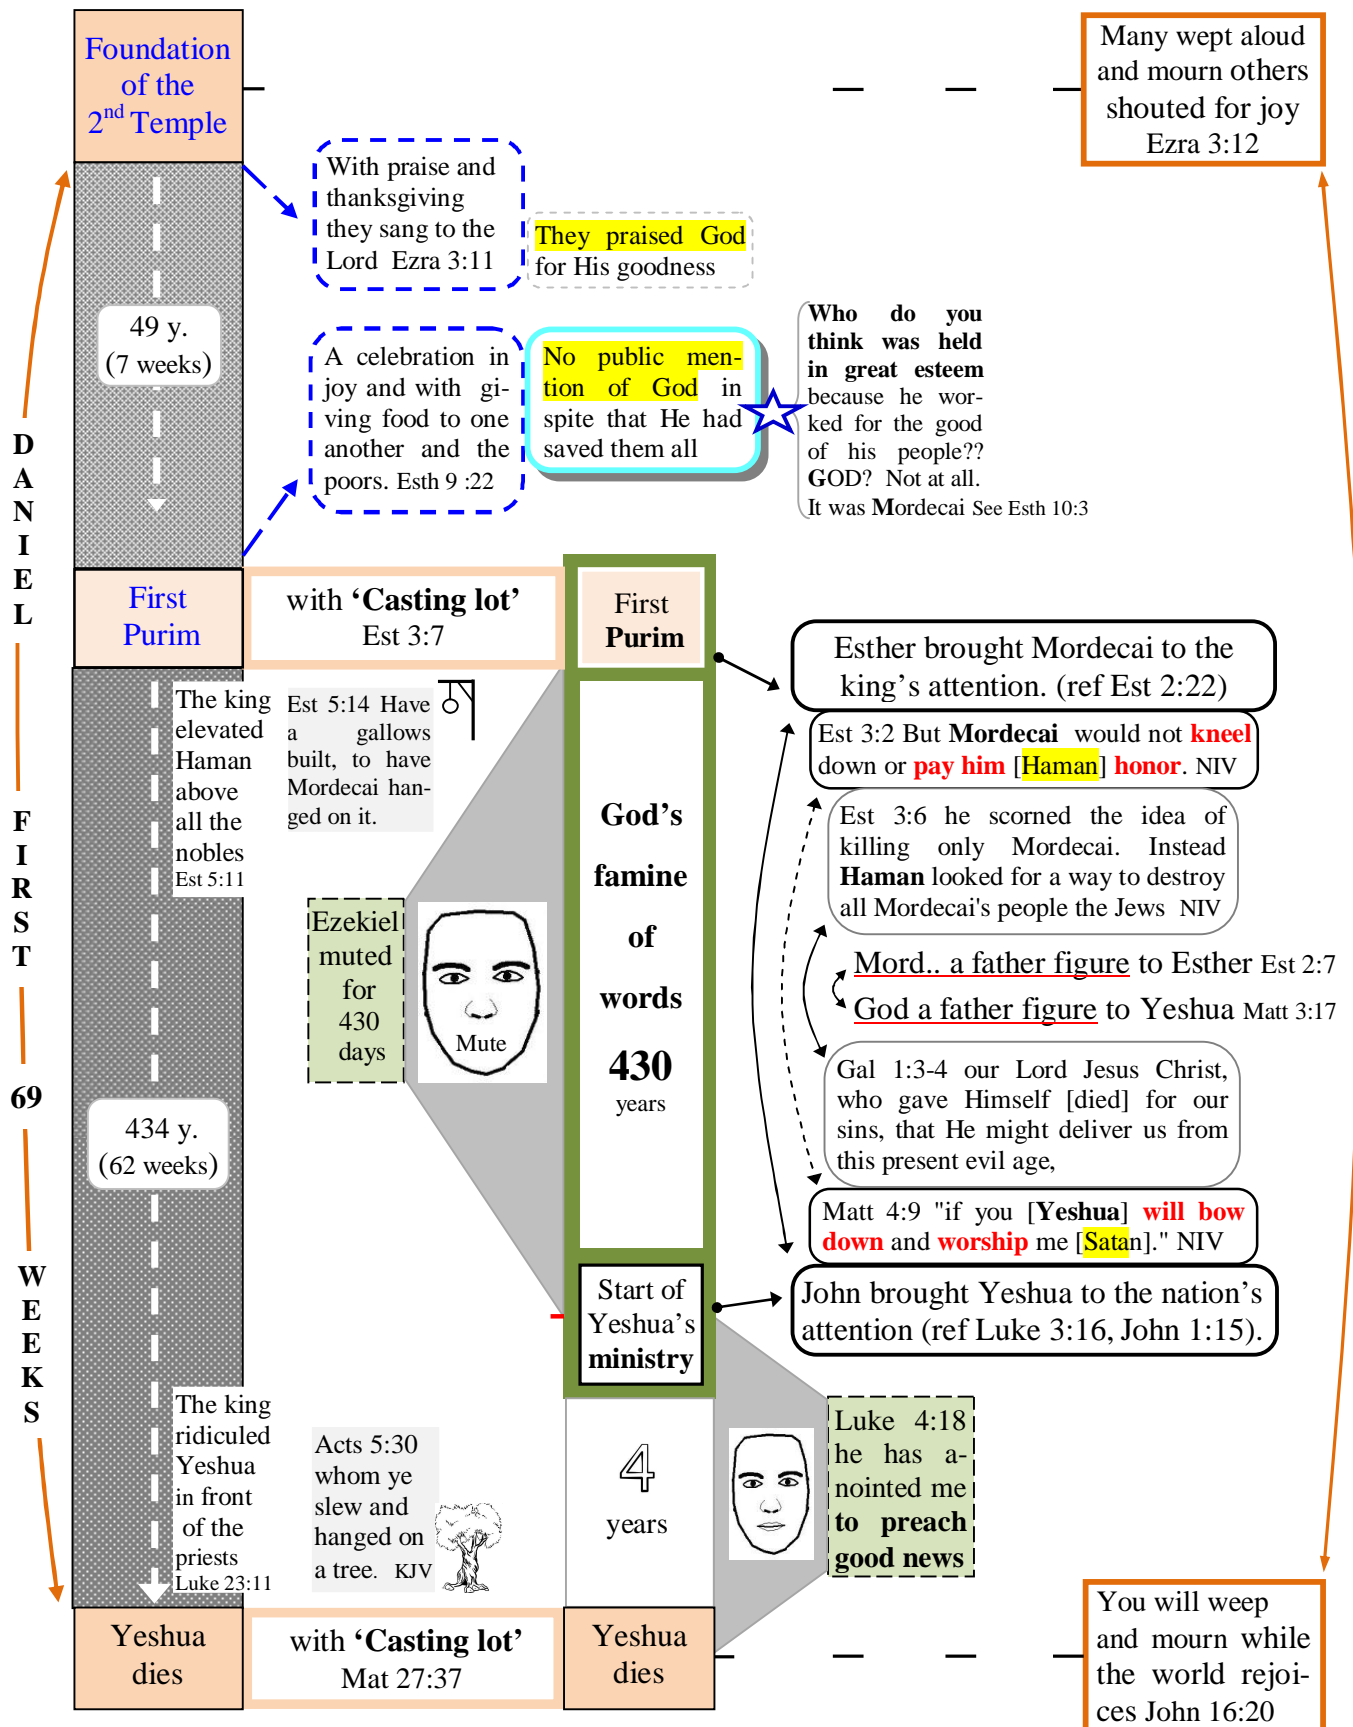 Foundation
of the
2nd Temple
Many wept aloud
and mourn others
shouted for joy
Ezra 3:12
With praise and
thanksgiving
they sang to the
Lord Ezra 3:11
They praised God
for His goodness
49 y.
(7 weeks)
A celebration in
joy and with gi-
ving food to one
another and the
poors. Esth 9 :22
No public men-
tion of God in
spite that He had
saved them all
Who do you
think was held
in great esteem
because he wor-
ked for the good
of his people??
GOD? Not at all.
It was Mordecai See Esth 10:3
DANIEL FIRST 69 WEEKS
First
Purim
with ‘Casting lot’
Est 3:7
First
Purim
The king
elevated
Haman
above
all the
nobles
Est 5:11
Est 5:14 Have
a gallows
built, to have
Mordecai han-
ged on it.
God’s
famine
of
words
430
years
Ezekiel
muted
for
430
days
Mute
Esther brought Mordecai to the
king’s attention. (ref Est 2:22)
Est 3:2 But Mordecai would not kneel
down or pay him [Haman] honor. NIV
Est 3:6 he scorned the idea of
killing only Mordecai. Instead
Haman looked for a way to destroy
all Mordecai's people the Jews NIV
Mord.. a father figure to Esther Est 2:7
God a father figure to Yeshua Matt 3:17
Gal 1:3-4 our Lord Jesus Christ,
who gave Himself [died] for our
sins, that He might deliver us from
this present evil age,
Matt 4:9 "if you [Yeshua] will bow
down and worship me [Satan]." NIV
John brought Yeshua to the nation’s
attention (ref Luke 3:16, John 1:15).
434 y.
(62 weeks)
Start of
Yeshua’s
ministry
The king
ridiculed
Yeshua
in front
of the
priests
Luke 23:11
Acts 5:30
whom ye
slew and
hanged on
a tree. KJV
4
years
Luke 4:18
he has a-
nointed me
to preach
good news
Yeshua
dies
with ‘Casting lot’
Mat 27:37
Yeshua
dies
You will weep
and mourn while
the world rejoi-
ces John 16:20